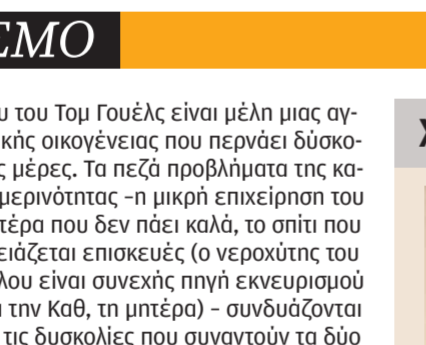 ΕΜΟ
υ του Τομ Γουέλς είναι μέλη μιας αγ-
κής οικογένειας που περνάει δύσκο-
ς μέρες. Τα πεζά προβλήματα της κα-
μερινότητας –η μικρή επιχείρηση του
τέρα που δεν πάει καλά, το σπίτι που
ειάζεται επισκευές (ο νεροχύτης του
λου είναι συνεχής πηγή εκνευρισμού
α την Καθ, τη μητέρα) – συνδυάζονται
τις δυσκολίες που συναντούν τα δύο